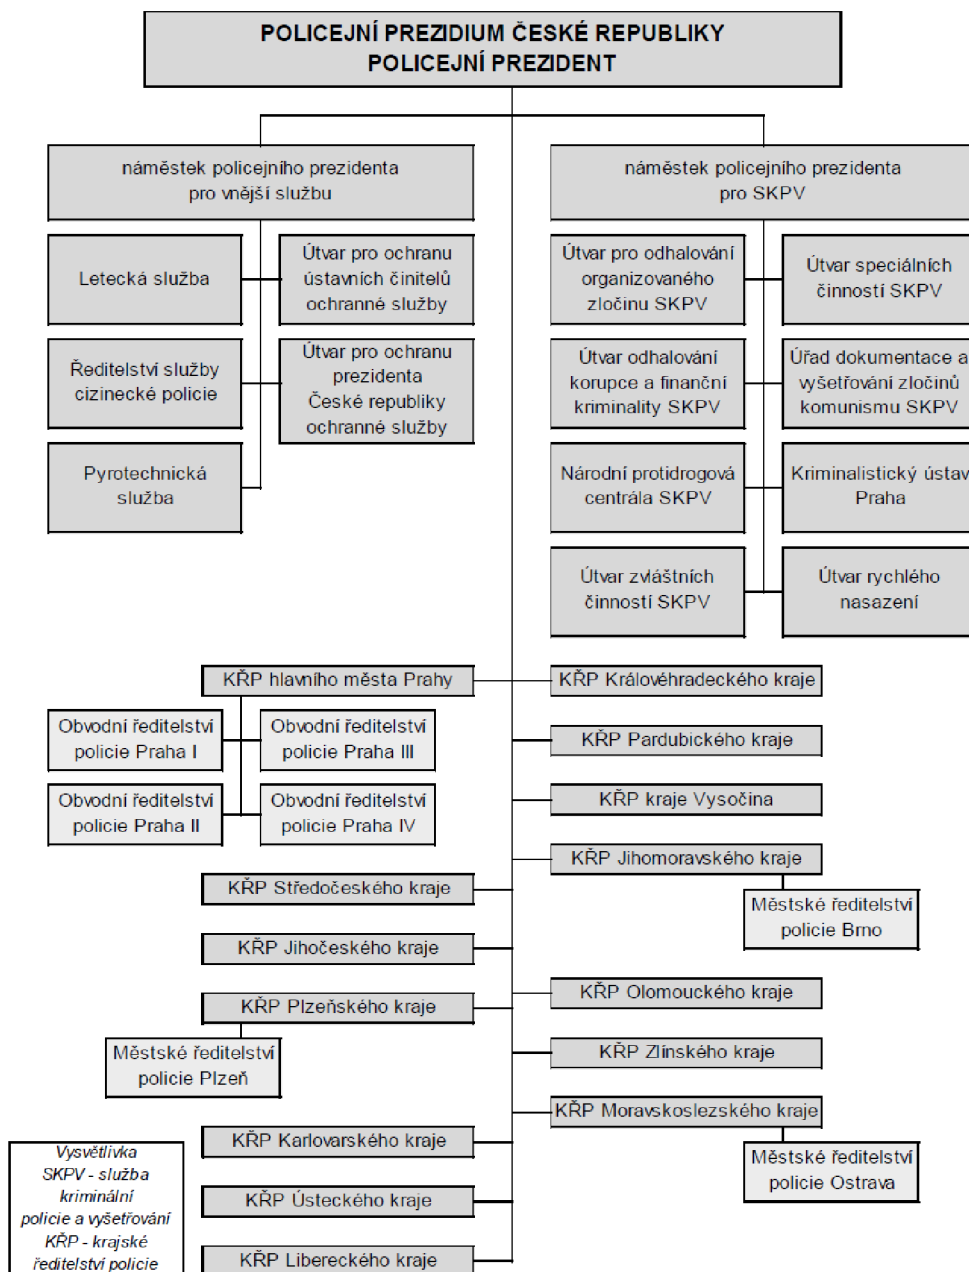 POLICEJNÍ PREZIDIUM ČESKÉ REPUBLIKY
POLICEJNÍ PREZIDENT
náměstek policejního prezidenta
pro vnější službu
náměstek policejního prezidenta
pro SKPV
Letecká služba
Útvar pro ochranu
ústavních činitelů
ochranné služby
Ředitelství služby
cizinecké policie
Útvar pro ochranu
prezidenta
České republiky
ochranné služby
Pyrotechnická
služba
Útvar pro odhalování
organizovaného
zločinu SKPV
Útvar speciálních
činností SKPV
Útvar odhalování
korupce a finanční
kriminality SKPV
Úřad dokumentace a
vyšetřování zločinů
komunismu SKPV
Národní protidrogová
centrála SKPV
Kriminalistický ústav
Praha
Útvar zvláštních
činností SKPV
Útvar rychlého
nasazení
KŘP hlavního města Prahy
Obvodní ředitelství
policie Praha I
Obvodní ředitelství
policie Praha III
Obvodní ředitelství
policie Praha II
Obvodní ředitelství
policie Praha IV
KŘP Středočeského kraje
KŘP Jihočeského kraje
KŘP Plzeňského kraje
Městské ředitelství
policie Plzeň
KŘP Karlovarského kraje
KŘP Ústeckého kraje
KŘP Libereckého kraje
KŘP Královéhradeckého kraje
KŘP Pardubického kraje
KŘP kraje Vysočina
KŘP Jihomoravského kraje
Městské ředitelství
policie Brno
KŘP Olomouckého kraje
KŘP Zlínského kraje
KŘP Moravskoslezského kraje
Městské ředitelství
policie Ostrava
Vysvětlivka
SKPV - služba
kriminální
policie a vyšetřování
KŘP - krajské
ředitelství policie